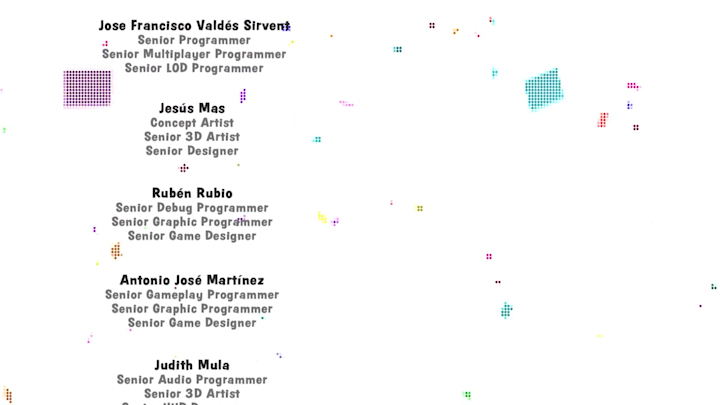 Jose Francisco Valdés Sirvent
Senior Programmer
Senior Multiplayer Programmer
Senior LOD Programmer
Jesús Mas
Concept Artist
Senior 3D Artist
Senior Designer
Rubén Rubio
Senior Debug Programmer
Senior Graphic Programmer
Senior Game Designer
Antonio José Martínez
Senior Gameplay Programmer
Senior Graphic Programmer
Senior Game Designer
Judith Mula
Senior Audio Programmer
Senior 3D Artist